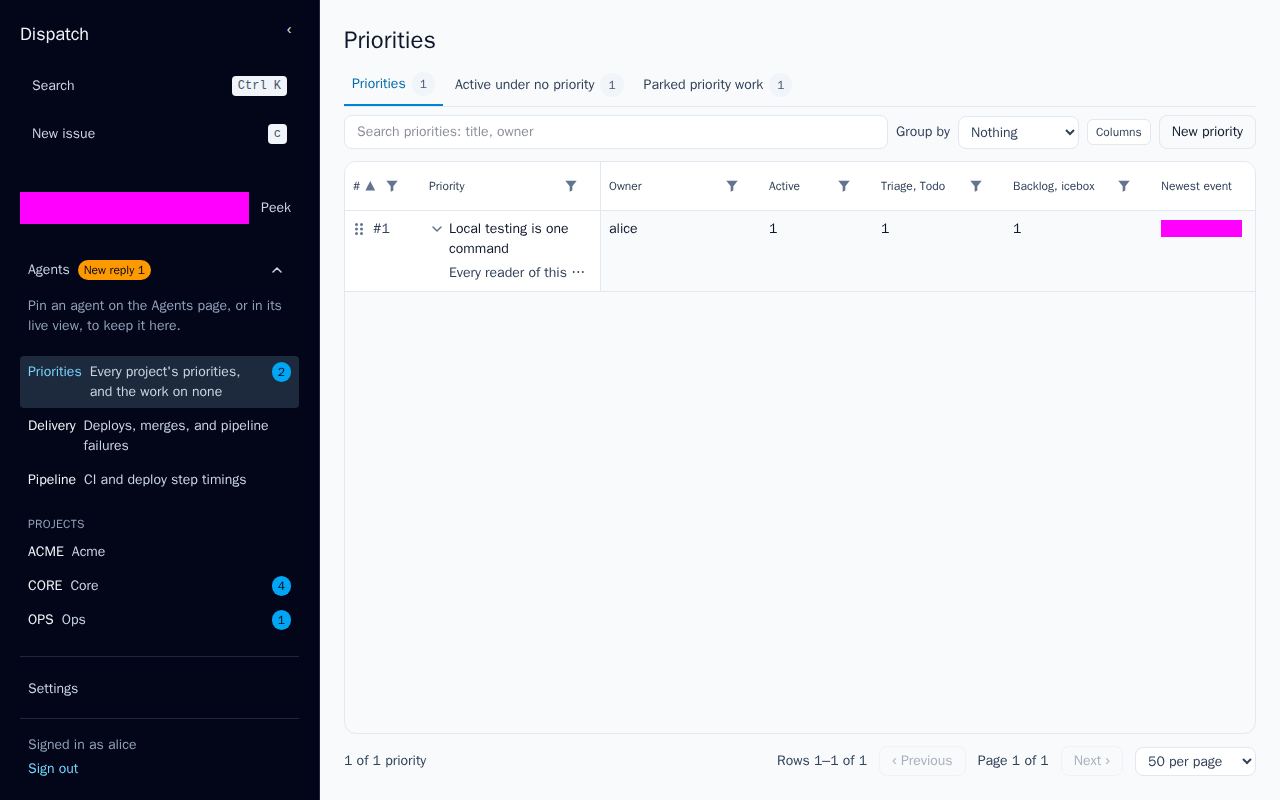 Dispatch ‹
Search Ctrl K
New issue C
Peek
Agents New reply 1
Pin an agent on the Agents page, or in its
live view, to keep it here.
Priorities Every project's priorities, 2
and the work on none
Delivery Deploys, merges, and pipeline
failures
Pipeline CI and deploy step timings
PROJECTS
ACME Acme
CORE Core 4
OPS Ops 1
Settings
Signed in as alice
Sign out
Priorities
Priorities 1 Active under no priority 1 Parked priority work 1
Search priorities: title, owner Group by Nothing Columns New priority
# ▲ Priority Owner Active Triage, Todo Backlog, icebox Newest event
#1 Local testing is one alice 1 1 1
command
Every reader of this ⋯
1 of 1 priority Rows 1–1 of 1 ‹ Previous Page 1 of 1 Next › 50 per page